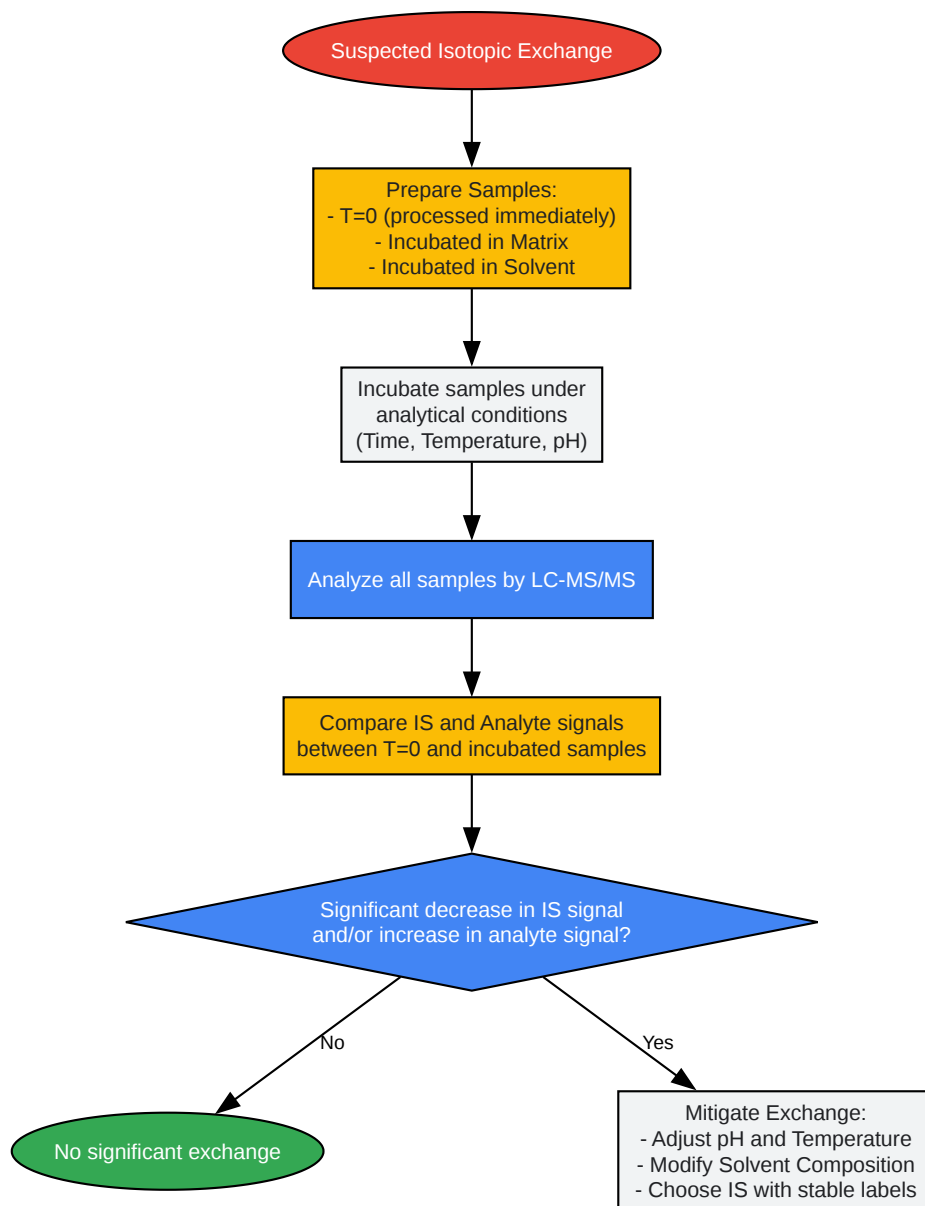 Suspected Isotopic Exchange
Prepare Samples:
- T=0 (processed immediately)
- Incubated in Matrix
- Incubated in Solvent
Incubate samples under
analytical conditions
(Time, Temperature, pH)
Analyze all samples by LC-MS/MS
Compare IS and Analyte signals
between T=0 and incubated samples
Significant decrease in IS signal
and/or increase in analyte signal?
No
Yes
No significant exchange
Mitigate Exchange:
- Adjust pH and Temperature
- Modify Solvent Composition
- Choose IS with stable labels